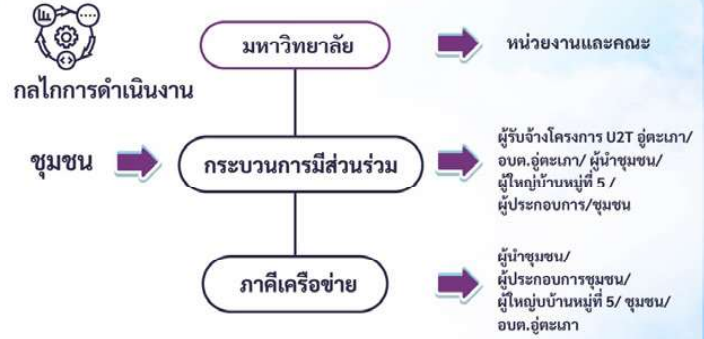 กลไกการดำเนินงาน
มหาวิทยาลัย
หน่วยงานและคณะ
ชุมชน
กระบวนการมีส่วนร่วม
ผู้รับจ้างโครงการ U2T อู่ตะเภา/
อบต.อู่ตะเภา/ ผู้นำชุมชน/
ผู้ใหญ่บ้านหมู่ที่ 5 /
ผู้ประกอบการ/ชุมชน
ภาคีเครือข่าย
ผู้นำชุมชน/
ผู้ประกอบการชุมชน/
ผู้ใหญ่บบ้านหมู่ที่ 5/ ชุมชน/
อบต.อู่ตะเภา